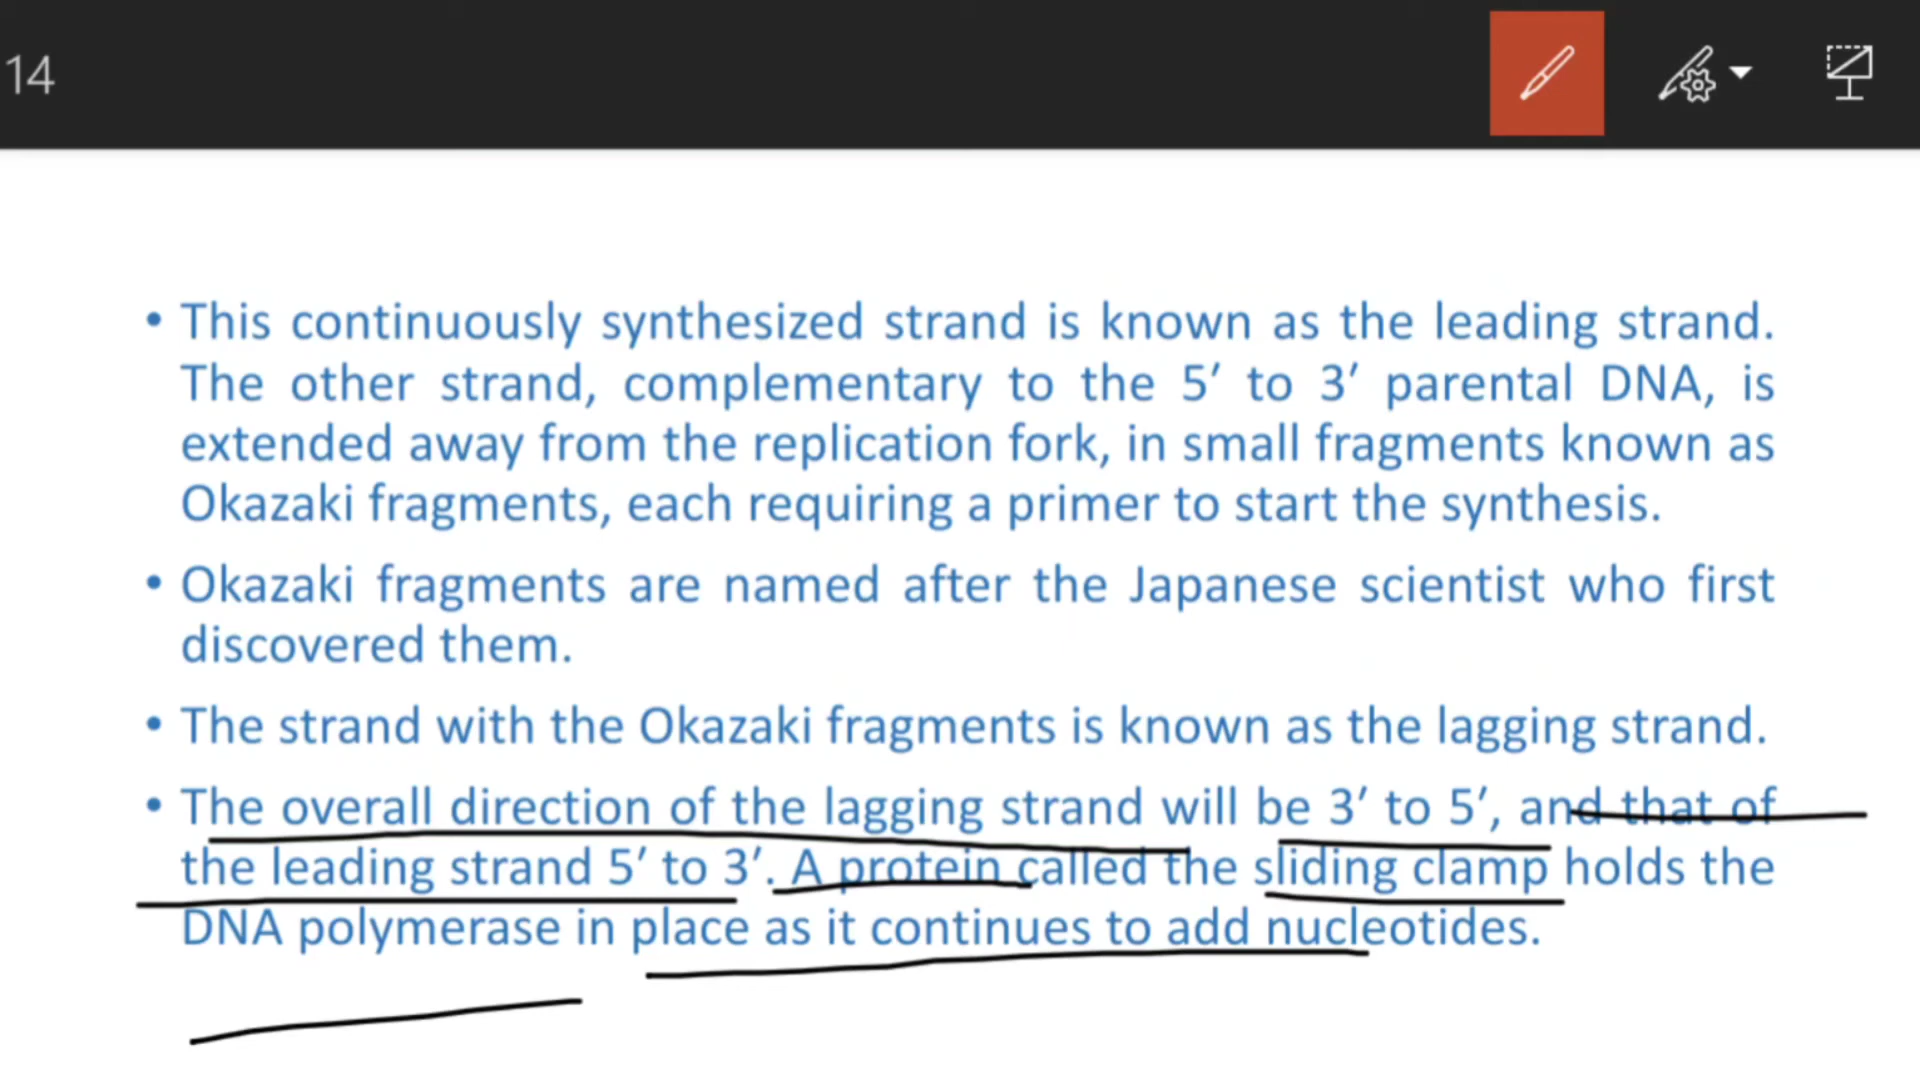 14
• This continuously synthesized strand is known as the leading strand.
The other strand, complementary to the 5′ to 3′ parental DNA, is
extended away from the replication fork, in small fragments known as
Okazaki fragments, each requiring a primer to start the synthesis.
• Okazaki fragments are named after the Japanese scientist who first
discovered them.
• The strand with the Okazaki fragments is known as the lagging strand.
• The overall direction of the lagging strand will be 3′ to 5′, and that of
the leading strand 5′ to 3′. A protein called the sliding clamp holds the
DNA polymerase in place as it continues to add nucleotides.